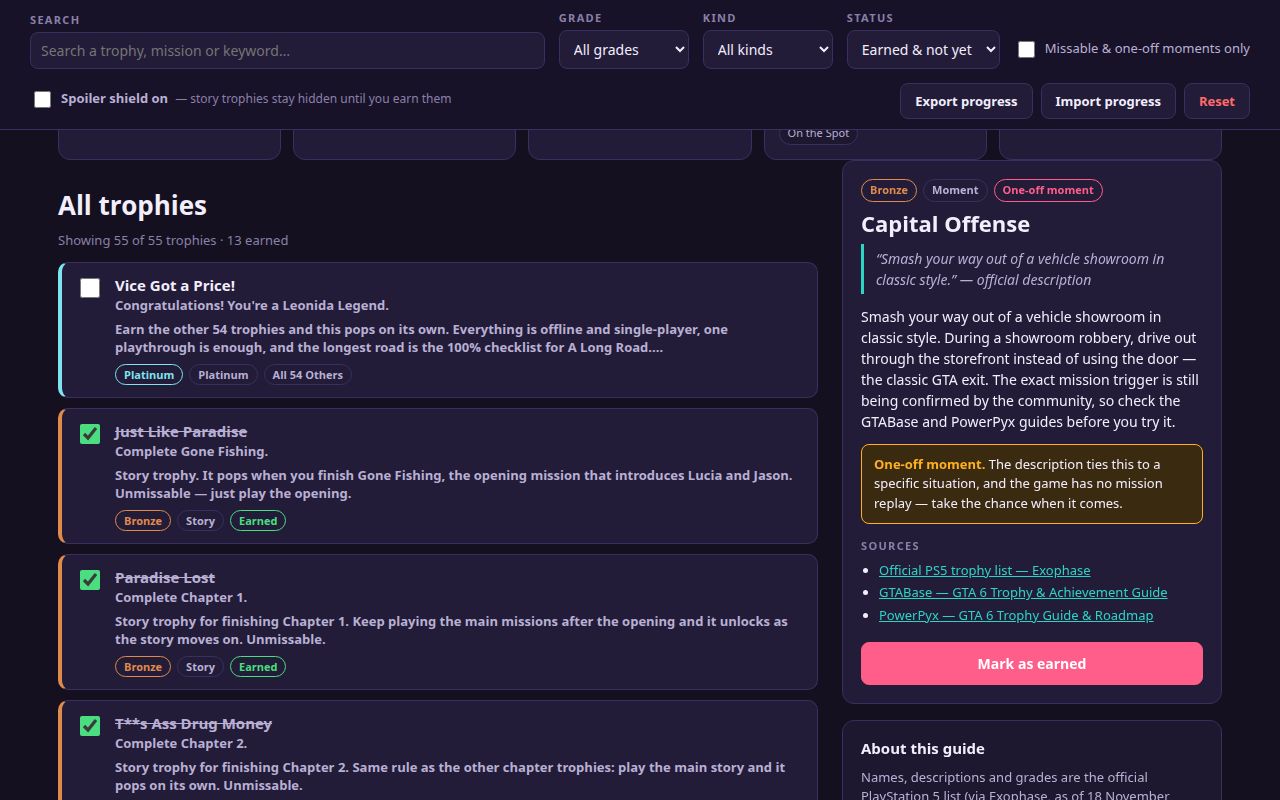 SEARCH
GRADE
KIND
STATUS
Search a trophy, mission or keyword...
All grades
All kinds
Earned & not yet
Missable & one-off moments only
Spoiler shield on — story trophies stay hidden until you earn them
Export progress
Import progress
Reset
On the Spot
All trophies
Showing 55 of 55 trophies · 13 earned
Vice Got a Price!
Congratulations! You're a Leonida Legend.
Earn the other 54 trophies and this pops on its own. Everything is offline and single-player, one
playthrough is enough, and the longest road is the 100% checklist for A Long Road....
Platinum
Platinum
All 54 Others
Just Like Paradise
Complete Gone Fishing.
Story trophy. It pops when you finish Gone Fishing, the opening mission that introduces Lucia and Jason.
Unmissable — just play the opening.
Bronze
Story
Earned
Paradise Lost
Complete Chapter 1.
Story trophy for finishing Chapter 1. Keep playing the main missions after the opening and it unlocks as
the story moves on. Unmissable.
Bronze
Story
Earned
T**s Ass Drug Money
Complete Chapter 2.
Story trophy for finishing Chapter 2. Same rule as the other chapter trophies: play the main story and it
pops on its own. Unmissable.
Bronze
Moment
One-off moment
Capital Offense
“Smash your way out of a vehicle showroom in
classic style.” — official description
Smash your way out of a vehicle showroom in
classic style. During a showroom robbery, drive out
through the storefront instead of using the door —
the classic GTA exit. The exact mission trigger is still
being confirmed by the community, so check the
GTABase and PowerPyx guides before you try it.
One-off moment. The description ties this to a
specific situation, and the game has no mission
replay — take the chance when it comes.
SOURCES
Official PS5 trophy list — Exophase
GTABase — GTA 6 Trophy & Achievement Guide
PowerPyx — GTA 6 Trophy Guide & Roadmap
Mark as earned
About this guide
Names, descriptions and grades are the official
PlayStation 5 list (via Exophase, as of 18 November